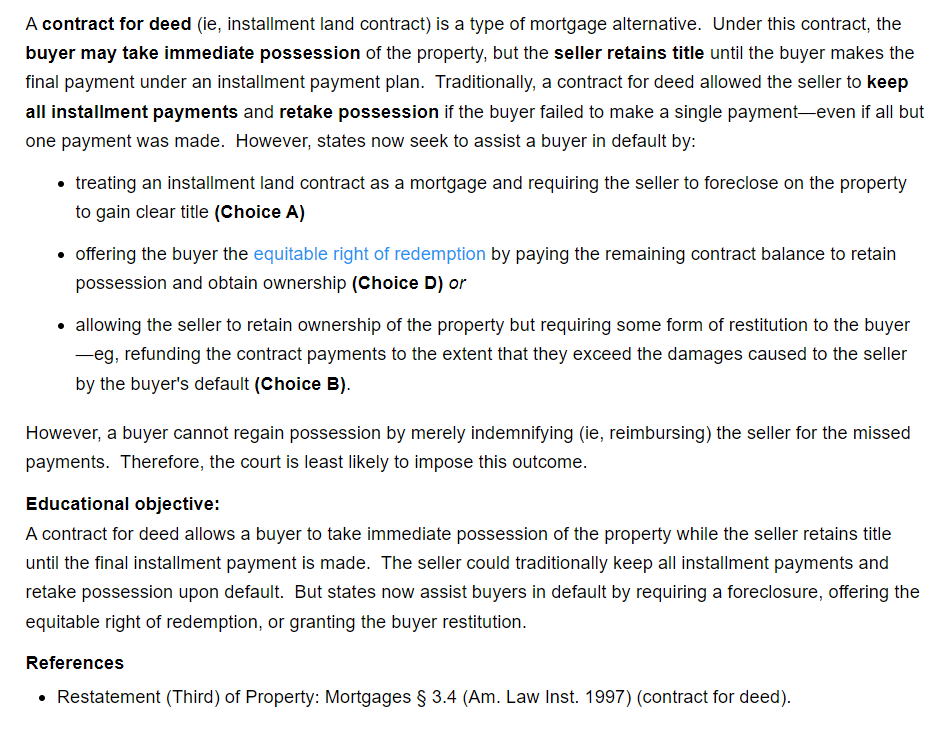 A contract for deed (ie, installment land contract) is a type of mortgage alternative.  Under this contract, the
buyer may take immediate possession of the property, but the seller retains title until the buyer makes the
final payment under an installment payment plan.  Traditionally, a contract for deed allowed the seller to keep
all installment payments and retake possession if the buyer failed to make a single payment—even if all but
one payment was made.  However, states now seek to assist a buyer in default by:
• treating an installment land contract as a mortgage and requiring the seller to foreclose on the property
to gain clear title (Choice A)
• offering the buyer the equitable right of redemption by paying the remaining contract balance to retain
possession and obtain ownership (Choice D) or
• allowing the seller to retain ownership of the property but requiring some form of restitution to the buyer
—eg, refunding the contract payments to the extent that they exceed the damages caused to the seller
by the buyer's default (Choice B).
However, a buyer cannot regain possession by merely indemnifying (ie, reimbursing) the seller for the missed
payments.  Therefore, the court is least likely to impose this outcome.
Educational objective:
A contract for deed allows a buyer to take immediate possession of the property while the seller retains title
until the final installment payment is made.  The seller could traditionally keep all installment payments and
retake possession upon default.  But states now assist buyers in default by requiring a foreclosure, offering the
equitable right of redemption, or granting the buyer restitution.
References
• Restatement (Third) of Property: Mortgages § 3.4 (Am. Law Inst. 1997) (contract for deed).